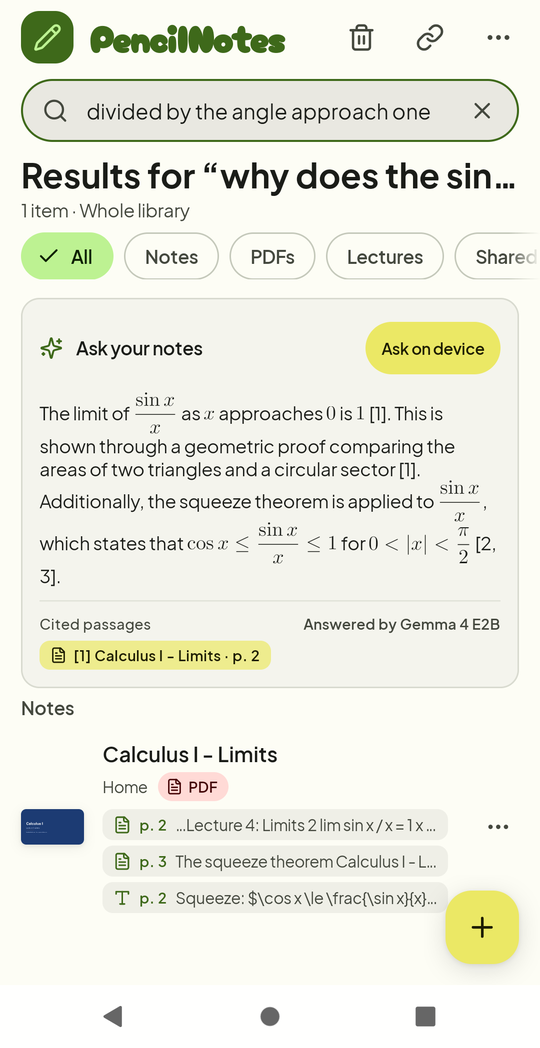 PencilNotes
divided by the angle approach one
Results for “why does the sin...
1 item · Whole library
All
Notes
PDFs
Lectures
Shared
Ask your notes
Ask on device
The limit of \frac{\sin x}{x} as x approaches 0 is 1 [1]. This is
shown through a geometric proof comparing the
areas of two triangles and a circular sector [1].
Additionally, the squeeze theorem is applied to \frac{\sin x}{x},
which states that \cos x ≤ \frac{\sin x}{x} ≤ 1 for 0 < |x| < \frac{π}{2} [2,
3].
Cited passages
Answered by Gemma 4 E2B
[1] Calculus I – Limits · p. 2
Notes
Calculus I – Limits
Home
PDF
p. 2 ...Lecture 4: Limits 2 lim sin x / x = 1 x ...
p. 3 The squeeze theorem Calculus I - L...
p. 2 Squeeze: $\cos x \le \frac{\sin x}{x}...
Calculus I